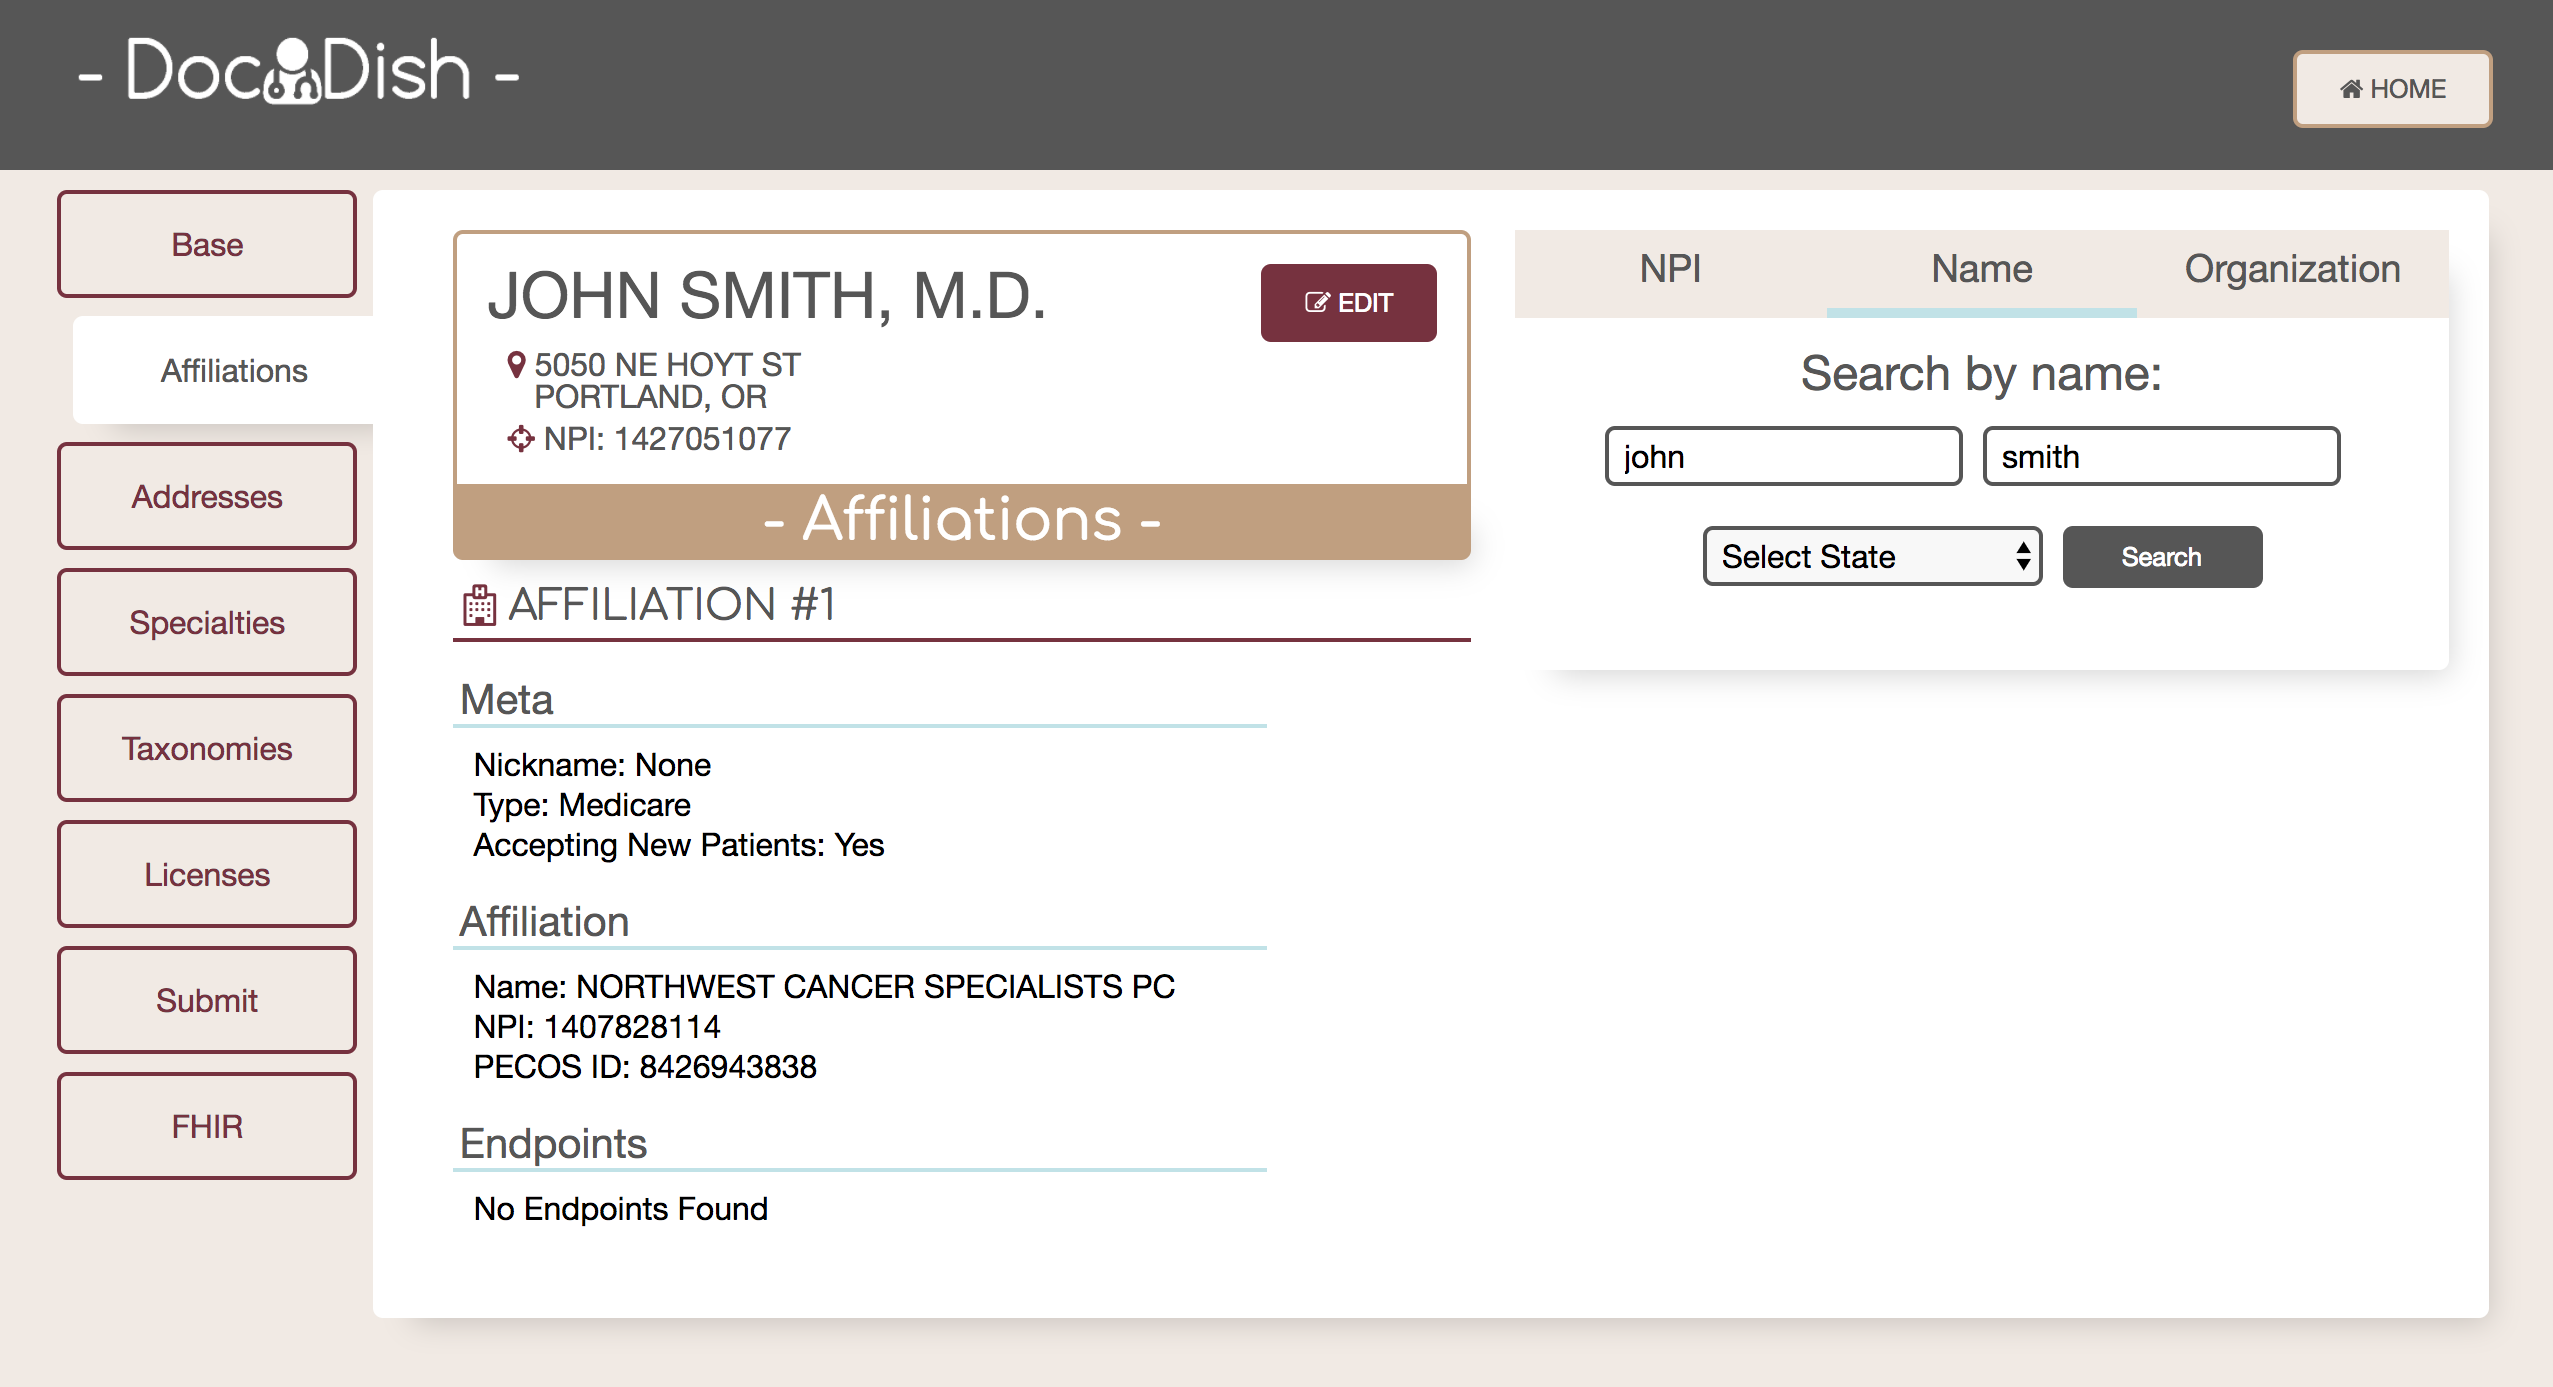 - DocDish -
HOME
Base
Affiliations
Addresses
Specialties
Taxonomies
Licenses
Submit
FHIR
JOHN SMITH, M.D.
EDIT
5050 NE HOYT ST
PORTLAND, OR
NPI: 1427051077
- Affiliations -
AFFILIATION #1
Meta
Nickname: None
Type: Medicare
Accepting New Patients: Yes
Affiliation
Name: NORTHWEST CANCER SPECIALISTS PC
NPI: 1407828114
PECOS ID: 8426943838
Endpoints
No Endpoints Found
NPI Name Organization
Search by name:
john smith
Select State Search